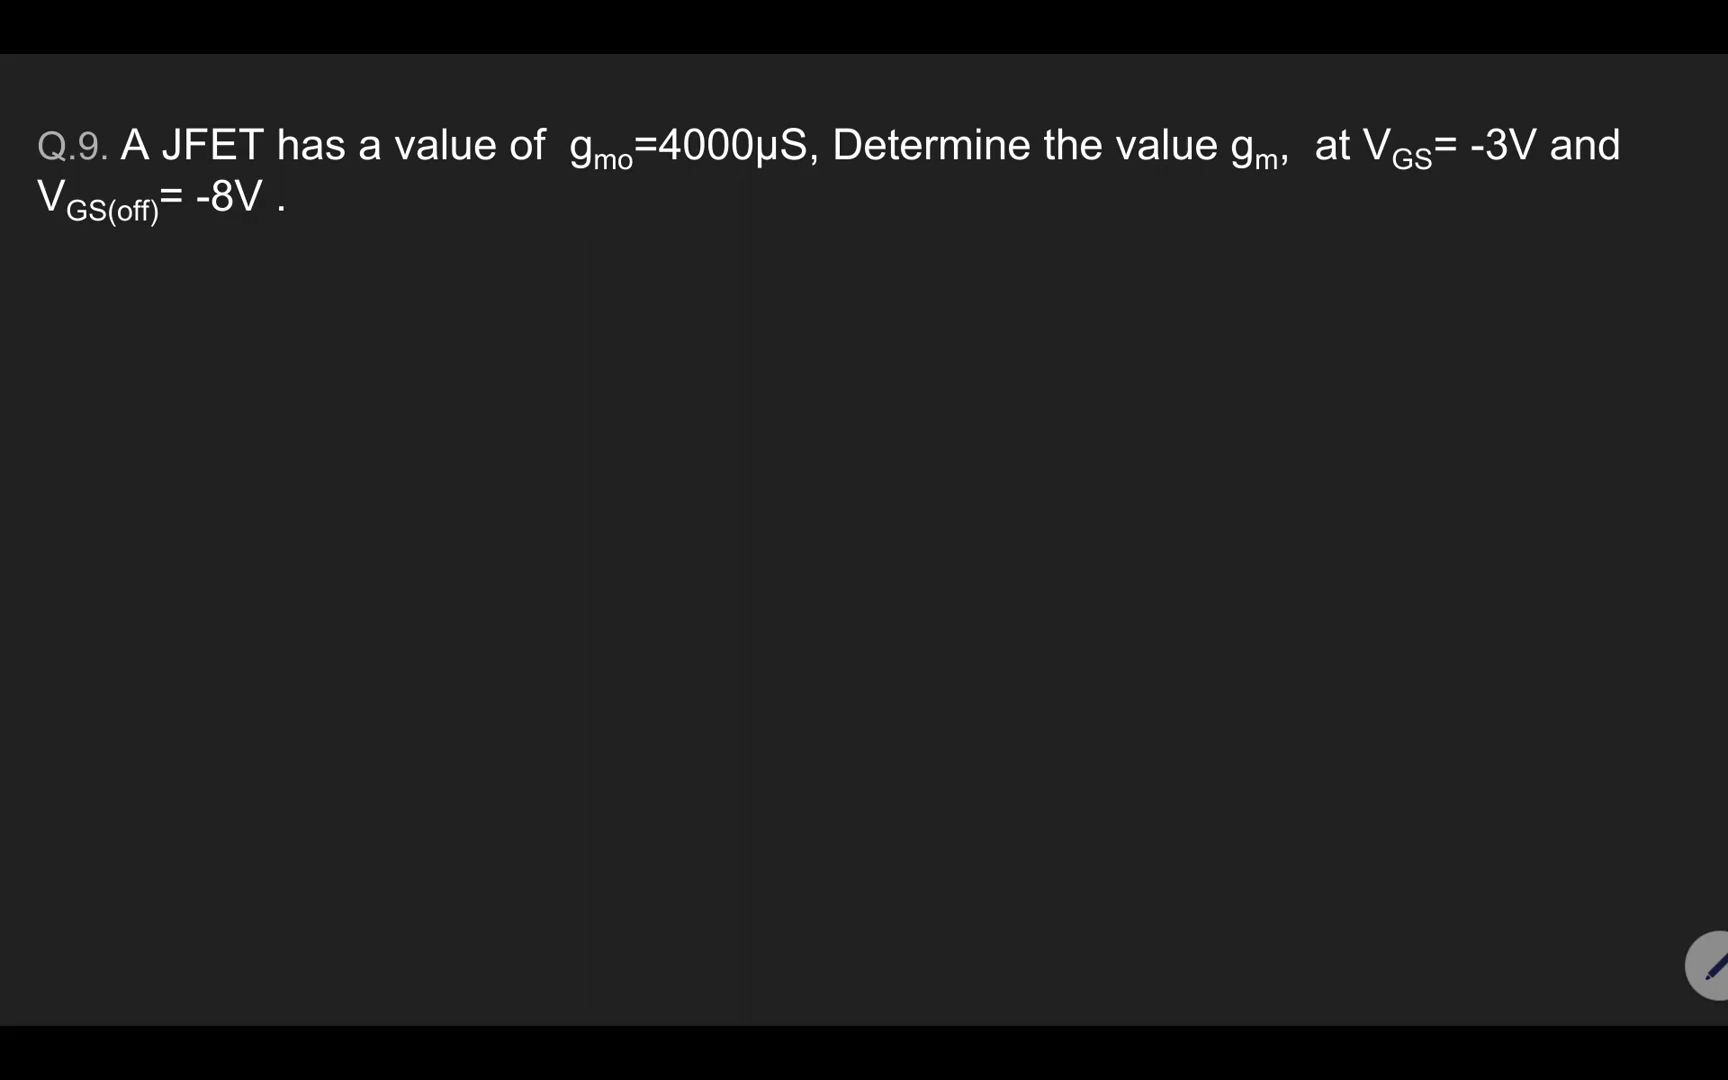 Q.9. A JFET has a value of gmo=4000µS, Determine the value gm, at VGS= -3V and
VGS(off)= -8V .